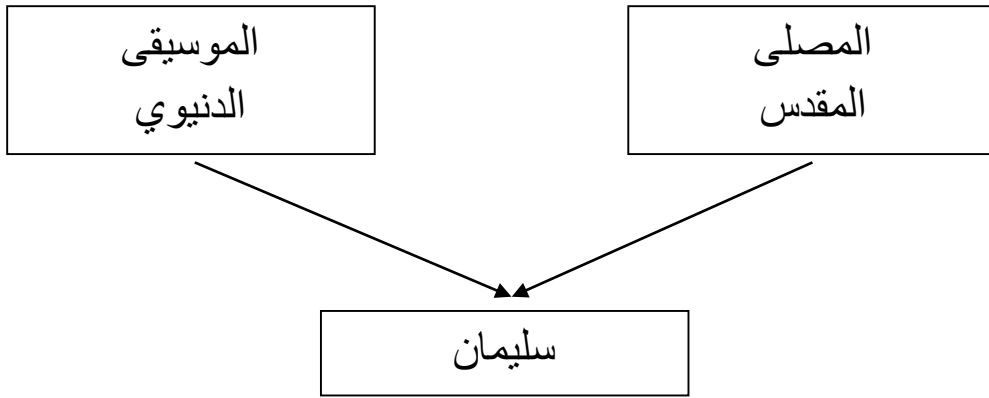 المصلى
المقدس
الموسيقى
الدنيوي
سليمان